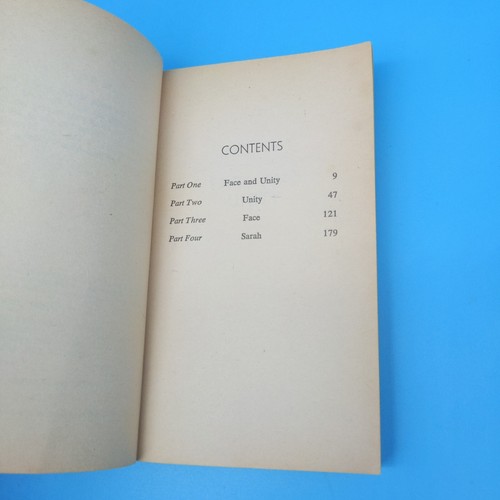 CONTENTS
Part One Face and Unity 9
Part Two Unity 47
Part Three Face 121
Part Four Sarah 179